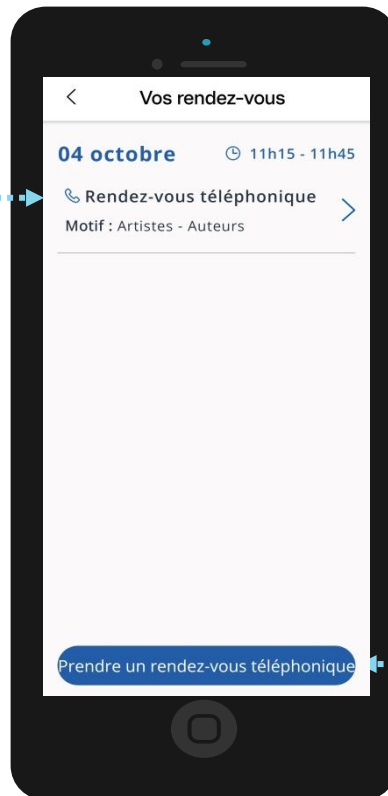 Vos rendez-vous
04 octobre 11h15 - 11h45
Rendez-vous téléphonique
Motif : Artistes - Auteurs
Prendre un rendez-vous téléphonique